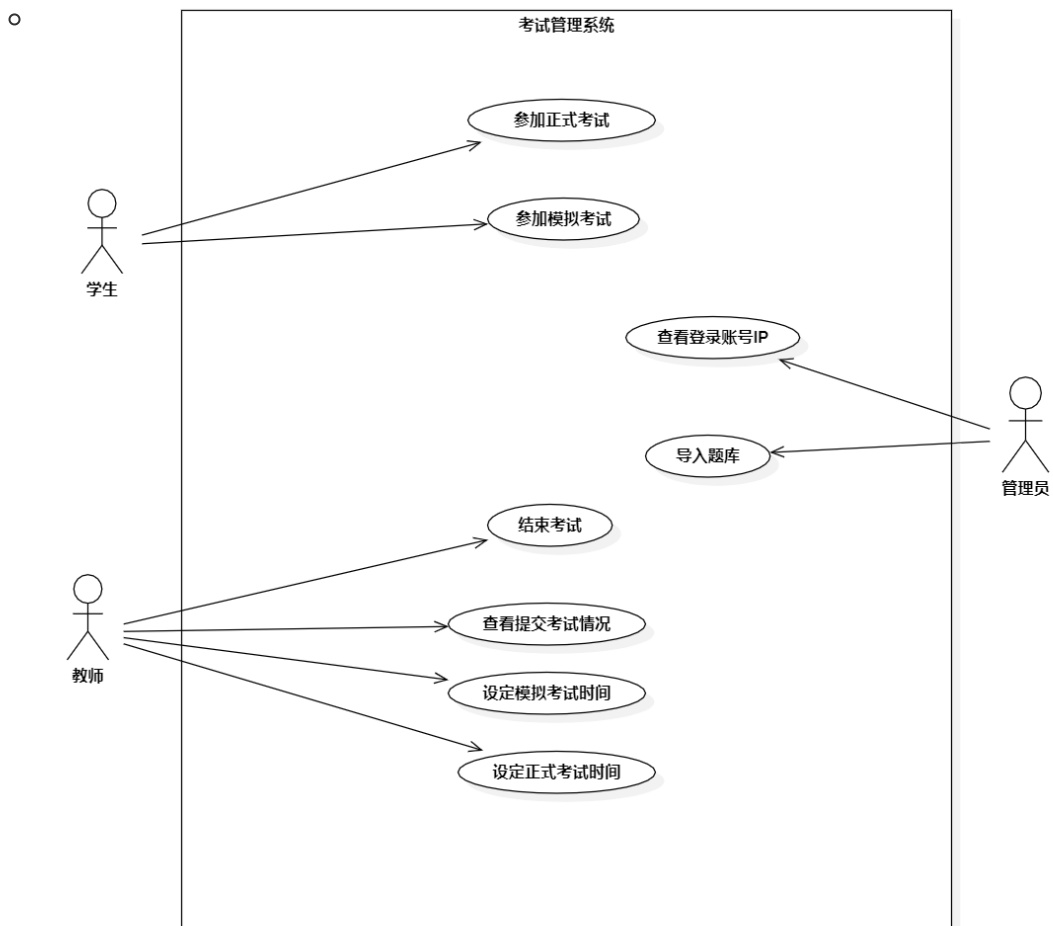 考试管理系统
参加正式考试
参加模拟考试
学生
查看登录账号IP
导入题库
管理员
结束考试
查看提交考试情况
教师
设定模拟考试时间
设定正式考试时间